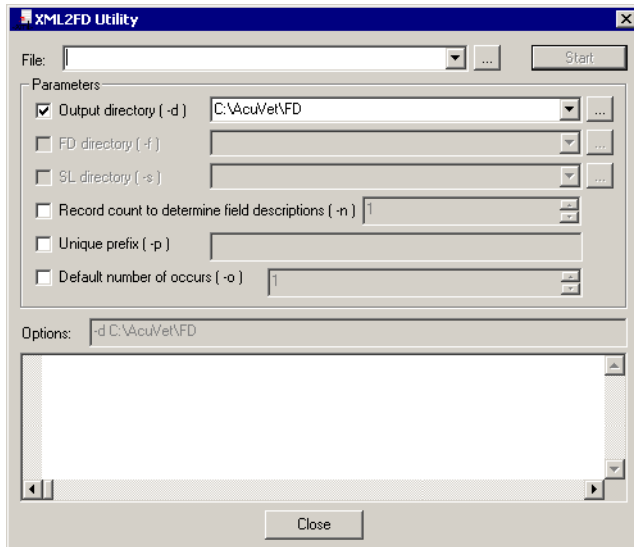 XML2FD Utility
File: ... Start
Parameters
Output directory ( -d ) C:\AcuVet\FD ...
FD directory ( -f ) ...
SL directory ( -s ) ...
Record count to determine field descriptions ( -n ) 1
Unique prefix ( -p )
Default number of occurs ( -o ) 1
Options: -d C:\AcuVet\FD
Close